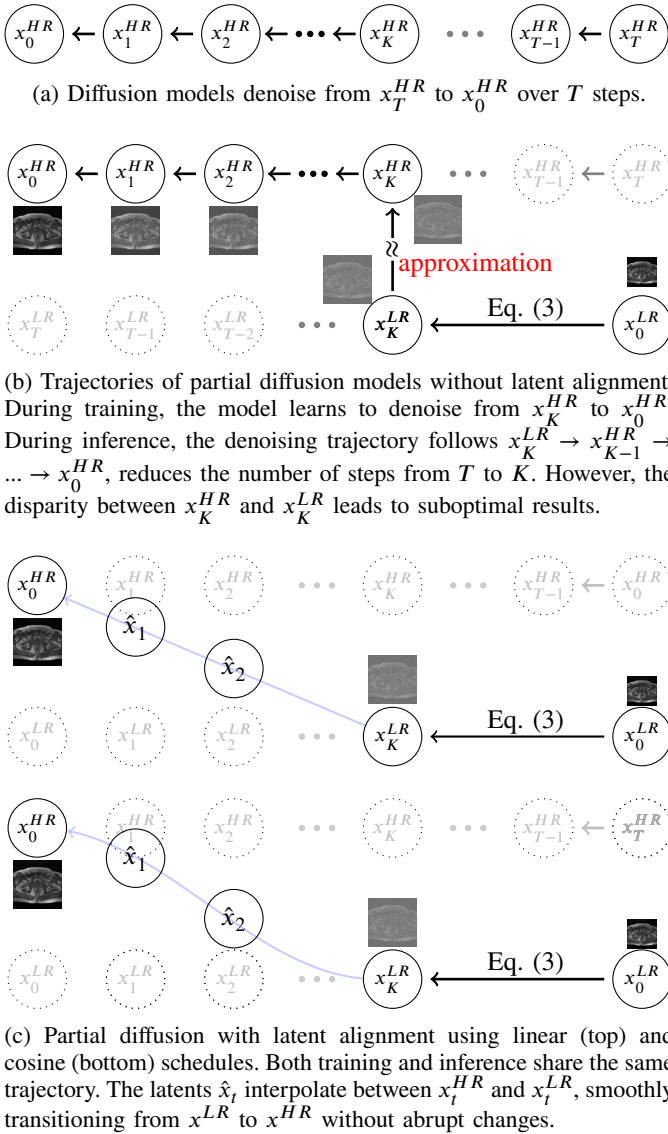 x_0^{HR} x_1^{HR} x_2^{HR} x_K^{HR} x_{T-1}^{HR} x_T^{HR}
(a) Diffusion models denoise from x_T^{HR} to x_0^{HR} over T steps.
x_0^{HR} x_1^{HR} x_2^{HR} x_K^{HR} x_{T-1}^{HR} x_T^{HR}
≈ approximation
x_T^{LR} x_{T-1}^{LR} x_{T-2}^{LR} x_K^{LR} Eq. (3) x_0^{LR}
(b) Trajectories of partial diffusion models without latent alignment
During training, the model learns to denoise from x_K^{HR} to x_0^{HR}
During inference, the denoising trajectory follows x_K^{LR} → x_{K-1}^{HR} →
... → x_0^{HR}, reduces the number of steps from T to K. However, the
disparity between x_K^{HR} and x_K^{LR} leads to suboptimal results.
x_0^{HR} x_1^{HR} x_2^{HR} x_K^{HR} x_{T-1}^{HR} x_0^{HR}
x̂_1
x̂_2
x_0^{LR} x_1^{LR} x_2^{LR} x_K^{LR} Eq. (3) x_0^{LR}
x_0^{HR} x_1^{HR} x_2^{HR} x_K^{HR} x_{T-1}^{HR} x_T^{HR}
x̂_1
x̂_2
x_0^{LR} x_1^{LR} x_2^{LR} x_K^{LR} Eq. (3) x_0^{LR}
(c) Partial diffusion with latent alignment using linear (top) and
cosine (bottom) schedules. Both training and inference share the same
trajectory. The latents x̂_t interpolate between x_t^{HR} and x_t^{LR}, smoothly
transitioning from x^{LR} to x^{HR} without abrupt changes.